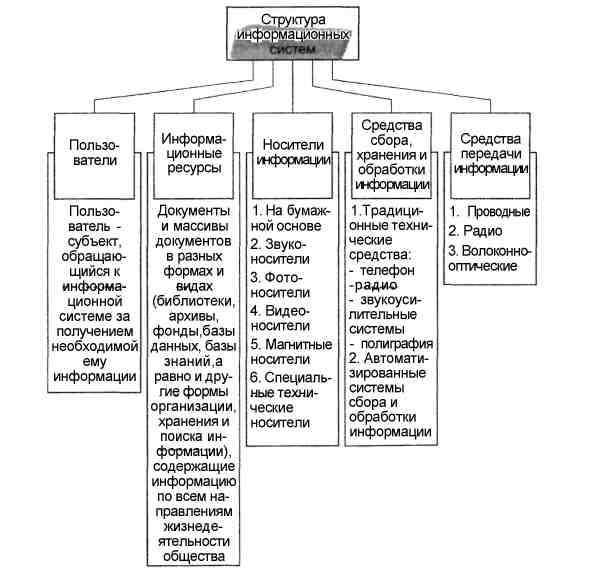 Структура
информационных
систем
Пользо-
ватели
Пользо-
ватель -
субъект,
обращаю-
щийся к
информа-
ционной
системе за
получением
необходимой
ему
информации
Информа-
ционные
ресурсы
Документы
и массивы
документов
в разных
формах и
видах
(библиотеки,
архивы,
фонды,базы
данных, базы
знаний,а
равно и дру-
гие формы
организации,
хранения и
поиска ин-
формации),
содержащие
информацию
по всем на-
правлениям
жизнеде-
ятельности
общества
Носители
информации
1. На бумаж-
ной основе
2. Звуко-
носители
3. Фото-
носители
4. Видео-
носители
5. Магнитные
носители
6. Специаль-
ные техни-
ческие
носители
Средства
сбора,
хранения и
обработки
информации
1.Традици-
онные техни-
ческие
средства:
- телефон
-радио
- звукоуси-
лительные
системы
- полиграфия
2. Автомати-
зированные
системы
сбора и
обработки
информации
Средства
передачи
информации
1. Проводные
2. Радио
3. Волоконно-
оптические